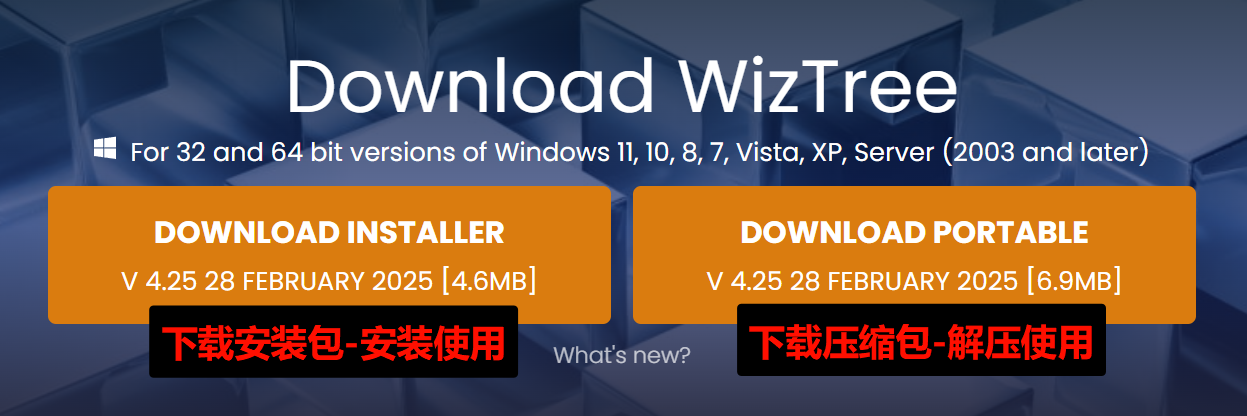 Download WizTree
For 32 and 64 bit versions of Windows 11, 10, 8, 7, Vista, XP, Server (2003 and later)
DOWNLOAD INSTALLER
V 4.25 28 FEBRUARY 2025 [4.6MB]
下载安装包-安装使用
DOWNLOAD PORTABLE
V 4.25 28 FEBRUARY 2025 [6.9MB]
下载压缩包-解压使用
What's new?